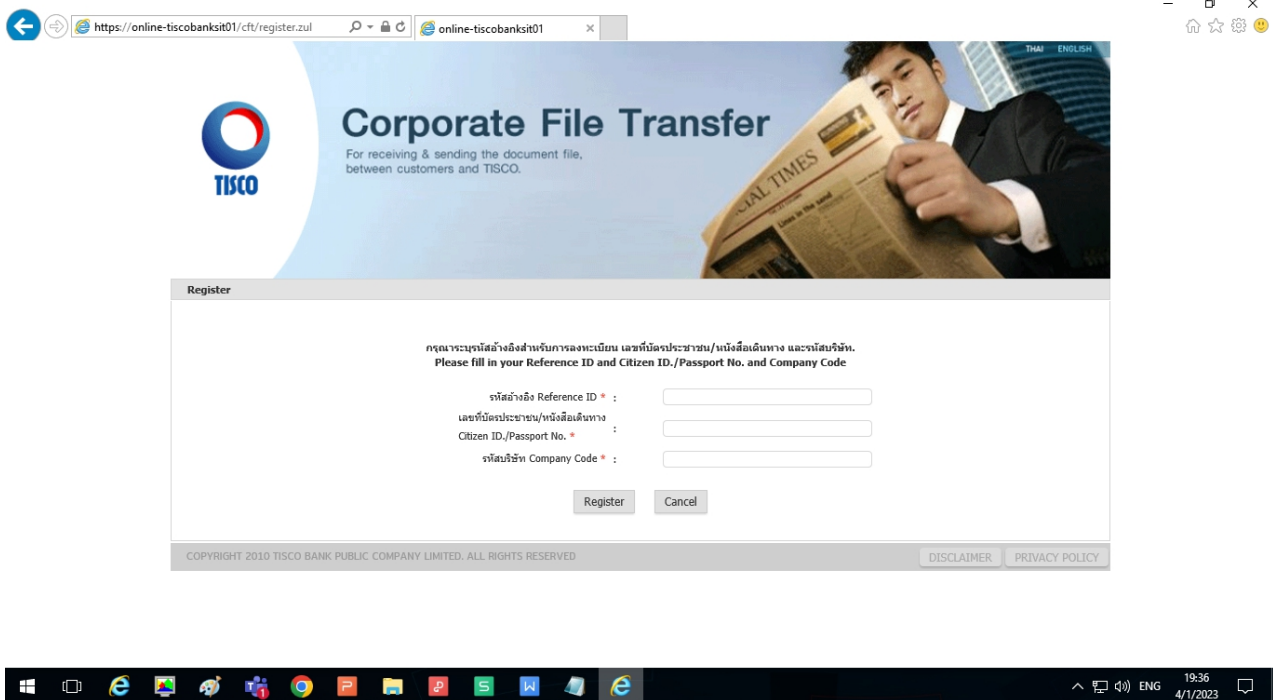 https://online-tiscobanksit01/cft/register.zul
online-tiscobanksit01
THAI ENGLISH
TISCO
Corporate File Transfer
For receiving & sending the document file,
between customers and TISCO.
RUNNING
IAL TIMES
Lines in the sand
Register
กรุณาระบุรหัสอ้างอิงสำหรับการลงทะเบียน เลขที่บัตรประชาชน/หนังสือเดินทาง และรหัสบริษัท.
Please fill in your Reference ID and Citizen ID./Passport No. and Company Code
รหัสอ้างอิง Reference ID * :
เลขที่บัตรประชาชน/หนังสือเดินทาง
Citizen ID./Passport No. * :
รหัสบริษัท Company Code * :
Register Cancel
COPYRIGHT 2010 TISCO BANK PUBLIC COMPANY LIMITED. ALL RIGHTS RESERVED
DISCLAIMER PRIVACY POLICY
ENG
19:36
4/1/2023